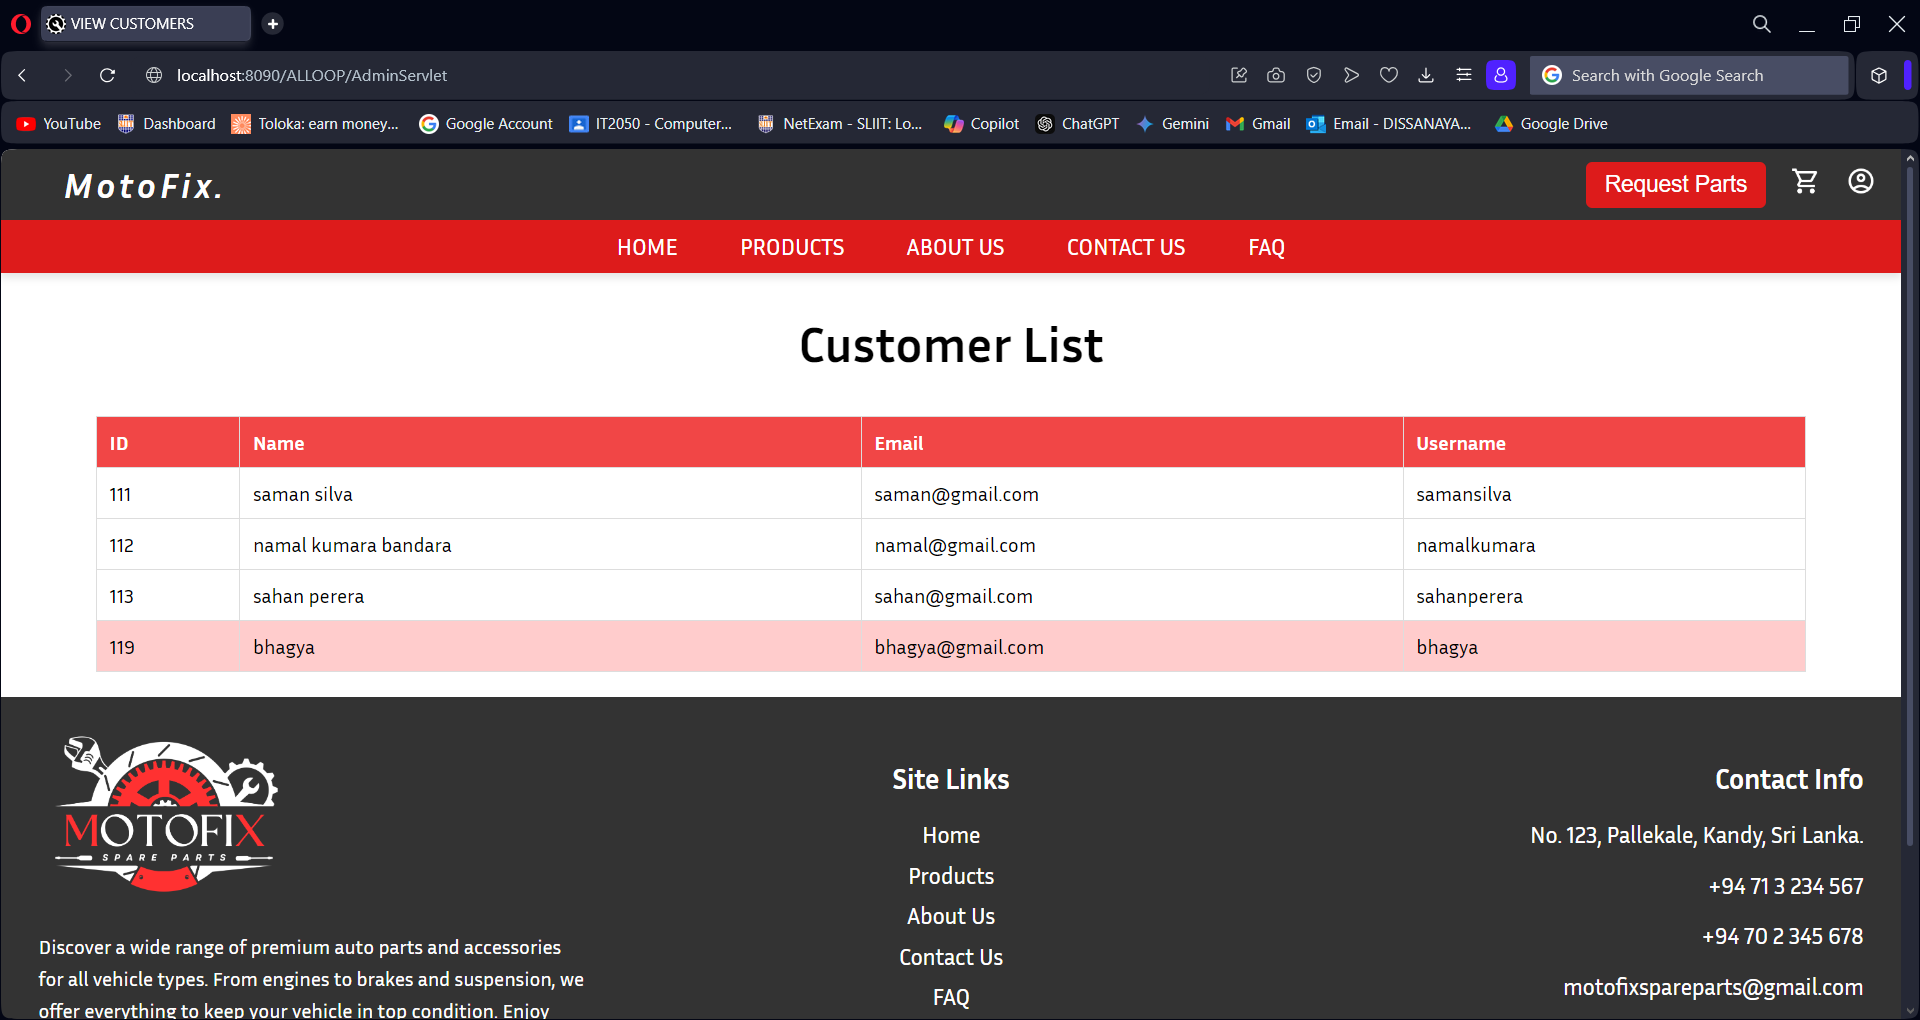 VIEW CUSTOMERS
localhost:8090/ALLOOP/AdminServlet
Search with Google Search
YouTube
Dashboard
Toloka: earn money...
Google Account
IT2050 - Computer...
NetExam - SLIIT: Lo...
Copilot
ChatGPT
Gemini
Gmail
Email - DISSANAYA...
Google Drive
MotoFix.
Request Parts
HOME PRODUCTS ABOUT US CONTACT US FAQ
Customer List
ID Name Email Username
111 saman silva saman@gmail.com samansilva
112 namal kumara bandara namal@gmail.com namalkumara
113 sahan perera sahan@gmail.com sahanperera
119 bhagya bhagya@gmail.com bhagya
MOTOFIX
SPARE PARTS
Discover a wide range of premium auto parts and accessories
for all vehicle types. From engines to brakes and suspension, we
offer everything to keep your vehicle in top condition. Enjoy
Site Links
Home
Products
About Us
Contact Us
FAQ
Contact Info
No. 123, Pallekale, Kandy, Sri Lanka.
+94 71 3 234 567
+94 70 2 345 678
motofixspareparts@gmail.com